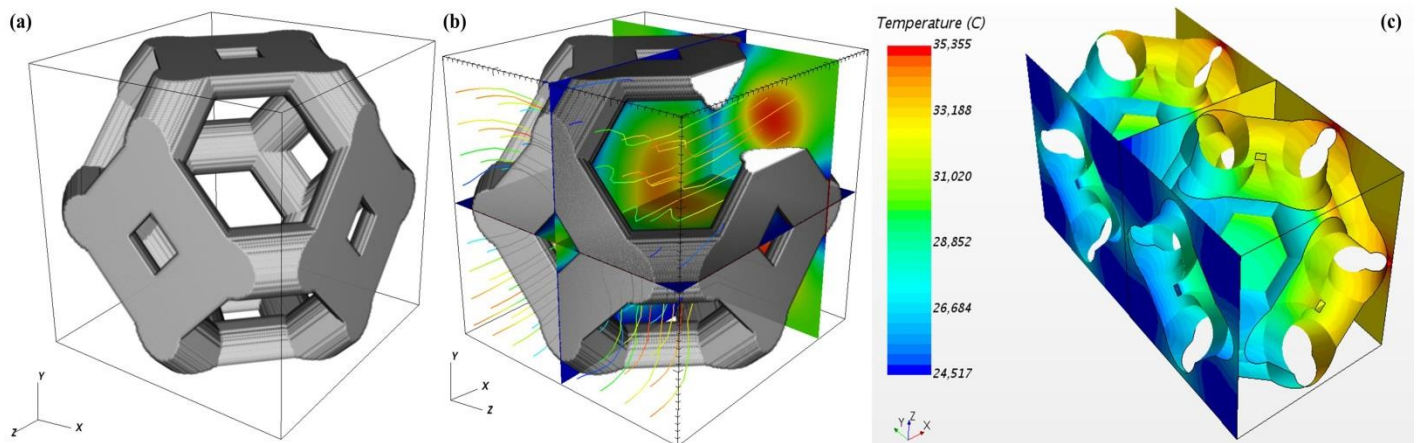 (a)
Y
Z
X
(b)
Y
X
Z
Temperature (C)
35,355
33,188
31,020
28,852
26,684
24,517
(c)
Y
Z
X